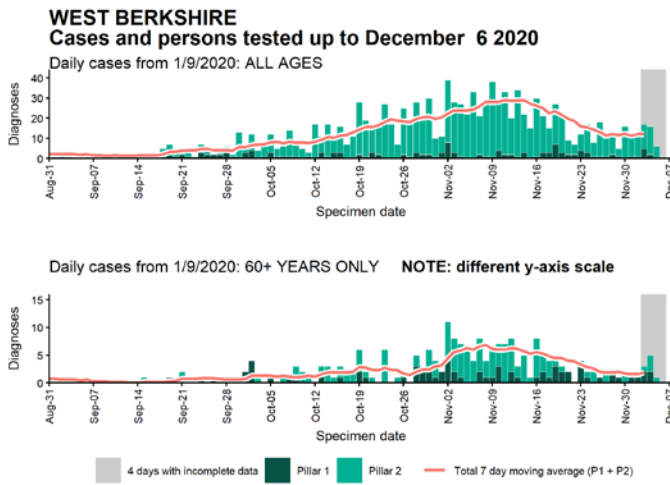 WEST BERKSHIRE
Cases and persons tested up to December 6 2020
Daily cases from 1/9/2020: ALL AGES
Diagnoses
40
30
20
10
0
Aug-31
Sep-07
Sep-14
Sep-21
Sep-28
Oct-05
Oct-12
Oct-19
Oct-26
Nov-02
Nov-09
Nov-16
Nov-23
Nov-30
Dec-07
Specimen date
Daily cases from 1/9/2020: 60+ YEARS ONLY NOTE: different y-axis scale
Diagnoses
15
10
5
0
Aug-31
Sep-07
Sep-14
Sep-21
Sep-28
Oct-05
Oct-12
Oct-19
Oct-26
Nov-02
Nov-09
Nov-16
Nov-23
Nov-30
Dec-07
Specimen date
4 days with incomplete data Pillar 1 Pillar 2 Total 7 day moving average (P1 + P2)